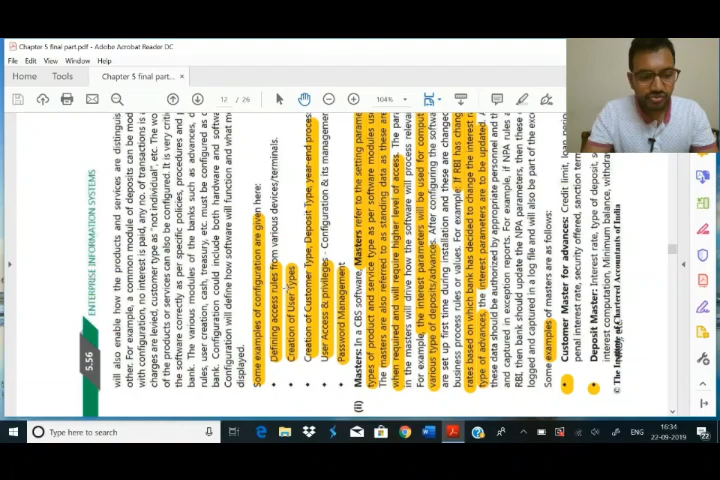 Chapter 5 final part.pdf - Adobe Acrobat Reader DC
File Edit View Window Help
Home Tools Chapter 5 final part... ×
12 / 26 104%
5.56 ENTERPRISE INFORMATION SYSTEMS
will also enable how the products and services are distinguis
other. For example, a common module of deposits can be mod
with configuration, no interest is paid, any no. of transactions is
charges are levied, customer type as "not individual", etc. The wo
of the products / services can also be configured. It is very criti
the software correctly as per specific policies, procedures and
bank. The various modules of the banks such as advances, d
rules, user creation, cash, treasury, etc. must be configured as
bank. Configuration could include both hardware and softwa
Configuration will define how software will function and what m
displayed.
Some examples of configuration are given here:
• Defining access rules from various devices/terminals.
• Creation of User Types
• Creation of Customer Type, Deposit Type, year-end proces
• User Access & privileges - Configuration & its managemer
• Password Management
(ii) Masters: In a CBS software, Masters refer to the setting parame
types of product and service type as per software modules use
The masters are also referred to as standing data as these are
when required and will require higher level of access. The par
in the masters will drive how the software will process relevan
For example, the interest parameters will be used for comput
various type of deposits/advances. After configuring the softwar
are set up first time during installation and these are changed
business process rules or values. For example: If RBI has chang
rates based on which bank has decided to change the interest r
type of advances, the interest parameters are to be updated.
these data should be authorized by appropriate personnel and th
and captured in exception reports. For example, if NPA rules a
RBI, then bank should update the NPA parameters, then these
logged and captured in a log file and will also be part of the exce
Some examples of masters are as follows:
• Customer Master for advances: Credit limit, loan perio
penal interest rate, security offered, sanction term
• Deposit Master: Interest rate, type of deposit, s
interest computation, Minimum balance, withdraw
© The Institute of Chartered Accountants of India
Type here to search
ENG
16:34
22-09-2019